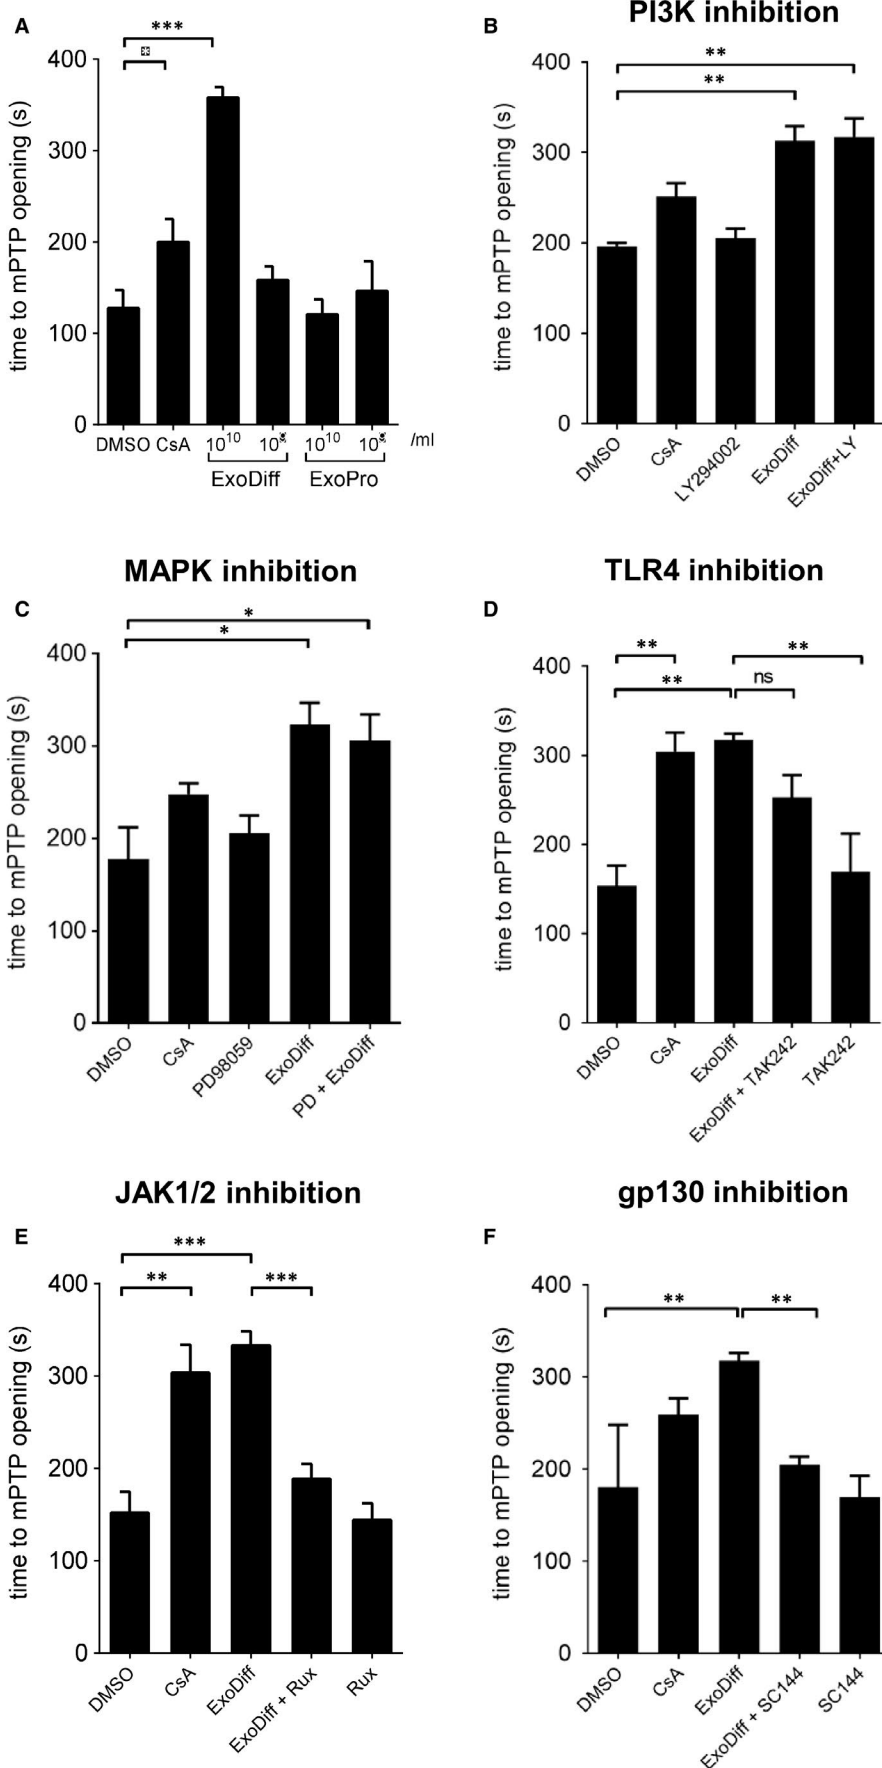 A
***
time to mPTP opening (s)
400
300
200
100
0
DMSO CsA 10¹⁰ 10 10¹⁰ 10 /ml
ExoDiff ExoPro
PI3K inhibition
B
**
**
time to mPTP opening (s)
400
300
200
100
0
DMSO
CsA
LY294002
ExoDiff
ExoDiff+LY
MAPK inhibition
C
*
*
time to mPTP opening (s)
400
300
200
100
0
DMSO
CsA
PD98059
ExoDiff
PD + ExoDiff
TLR4 inhibition
D
** **
** ns
time to mPTP opening (s)
400
300
200
100
0
DMSO
CsA
ExoDiff
ExoDiff + TAK242
TAK242
JAK1/2 inhibition
E
***
** ***
time to mPTP opening (s)
400
300
200
100
0
DMSO
CsA
ExoDiff
ExoDiff + Rux
Rux
gp130 inhibition
F
** **
time to mPTP opening (s)
400
300
200
100
0
DMSO
CsA
ExoDiff
ExoDiff + SC144
SC144